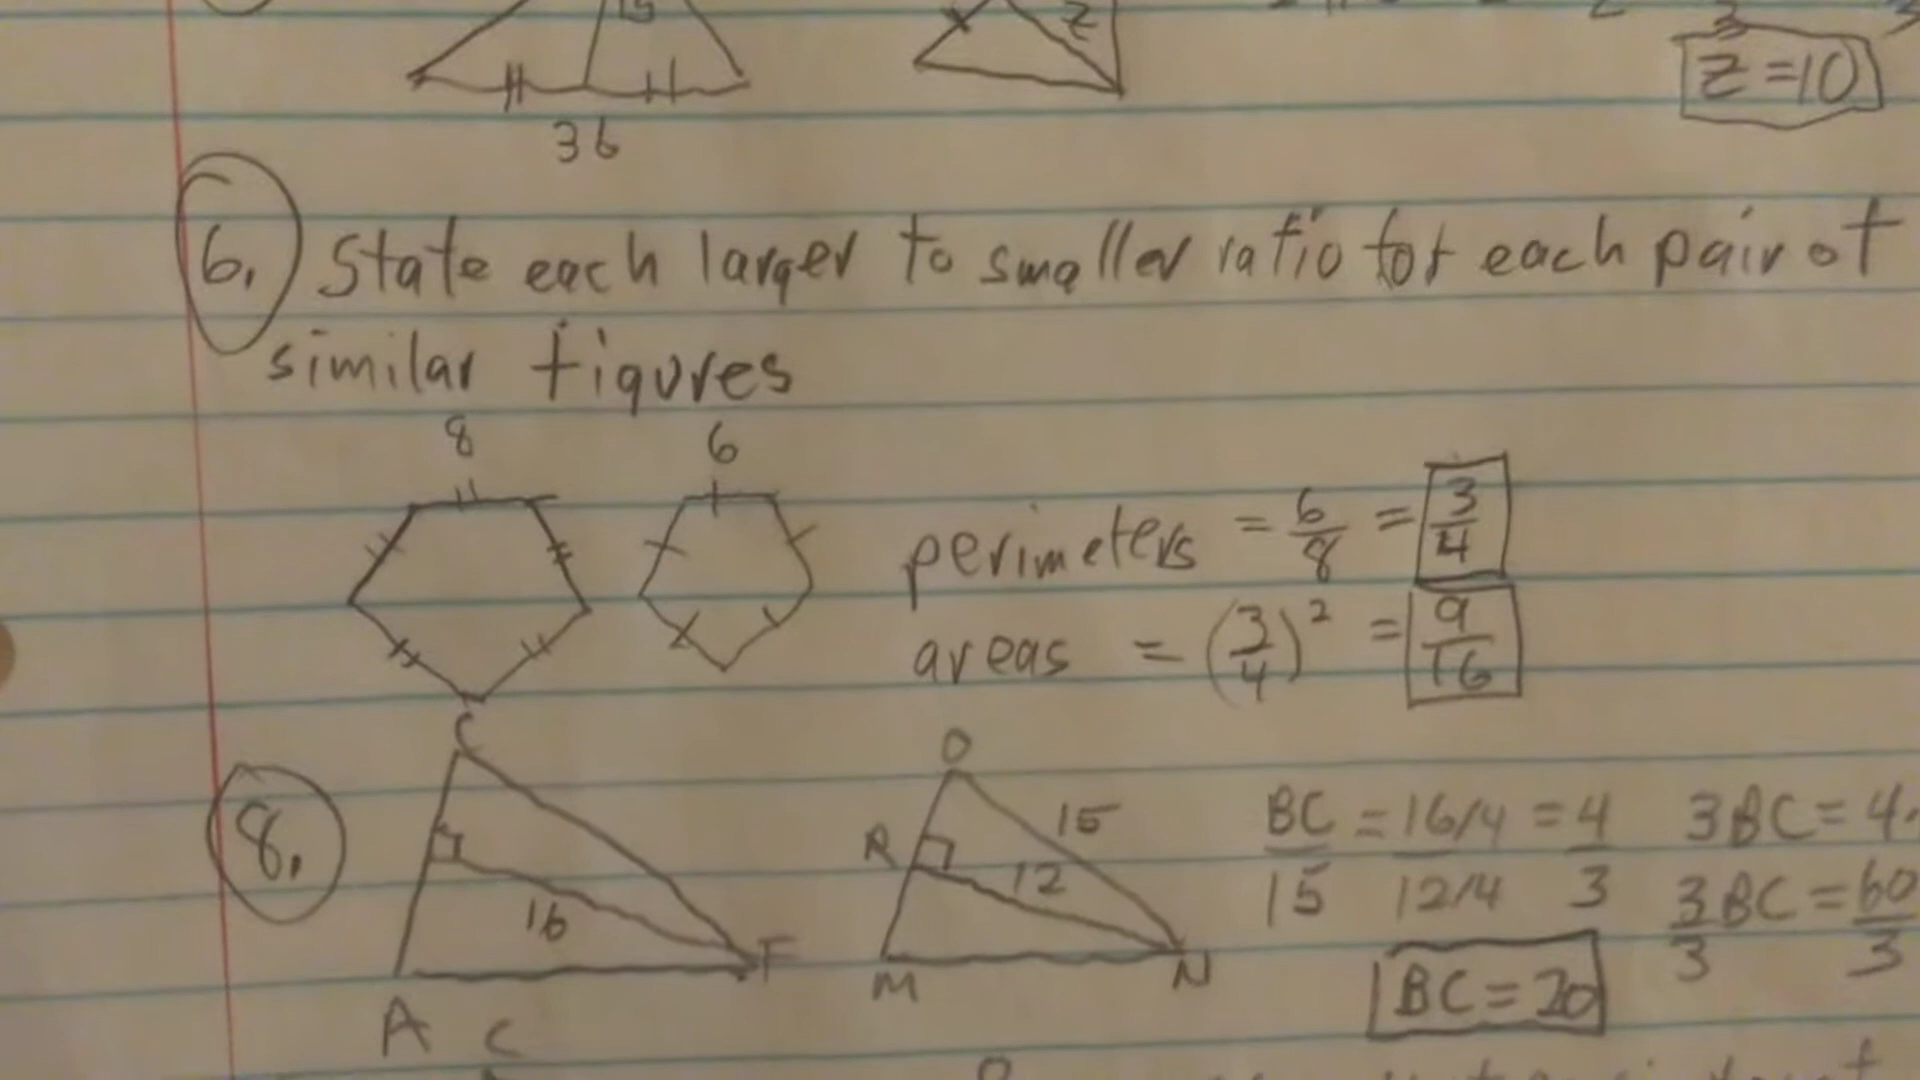 15
Z
Z = 10
36
6. State each larger to smaller ratio for each pair of
similar figures
8 6
perimeters = 6/8 = 3/4
areas = (3/4)² = 9/16
8.
C O
15
R
12
16
A F M N
BC/15 = 16/4 / 12/4 = 4/3
3BC = 4.
3BC/3 = 60/3
BC = 20
C